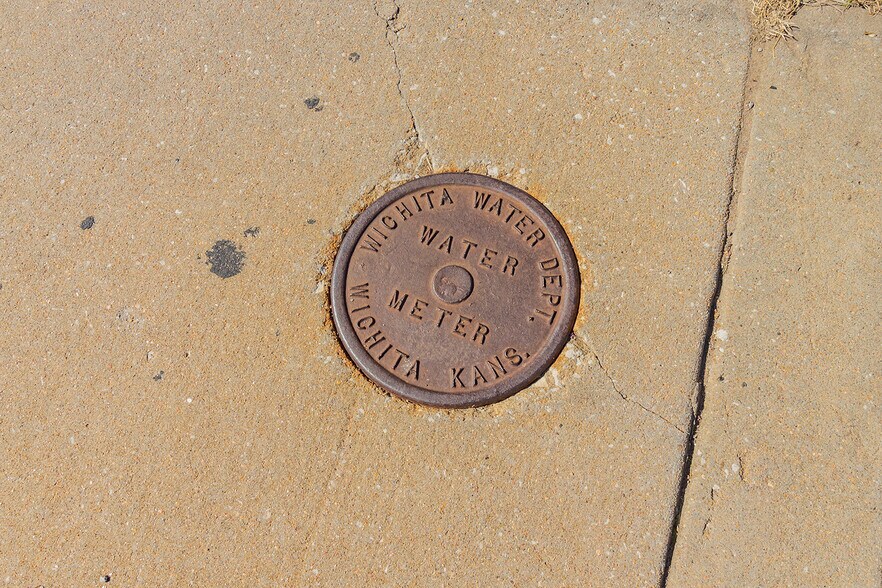 WICHITA WATER DEPT.
WATER
METER
WICHITA, KANS.